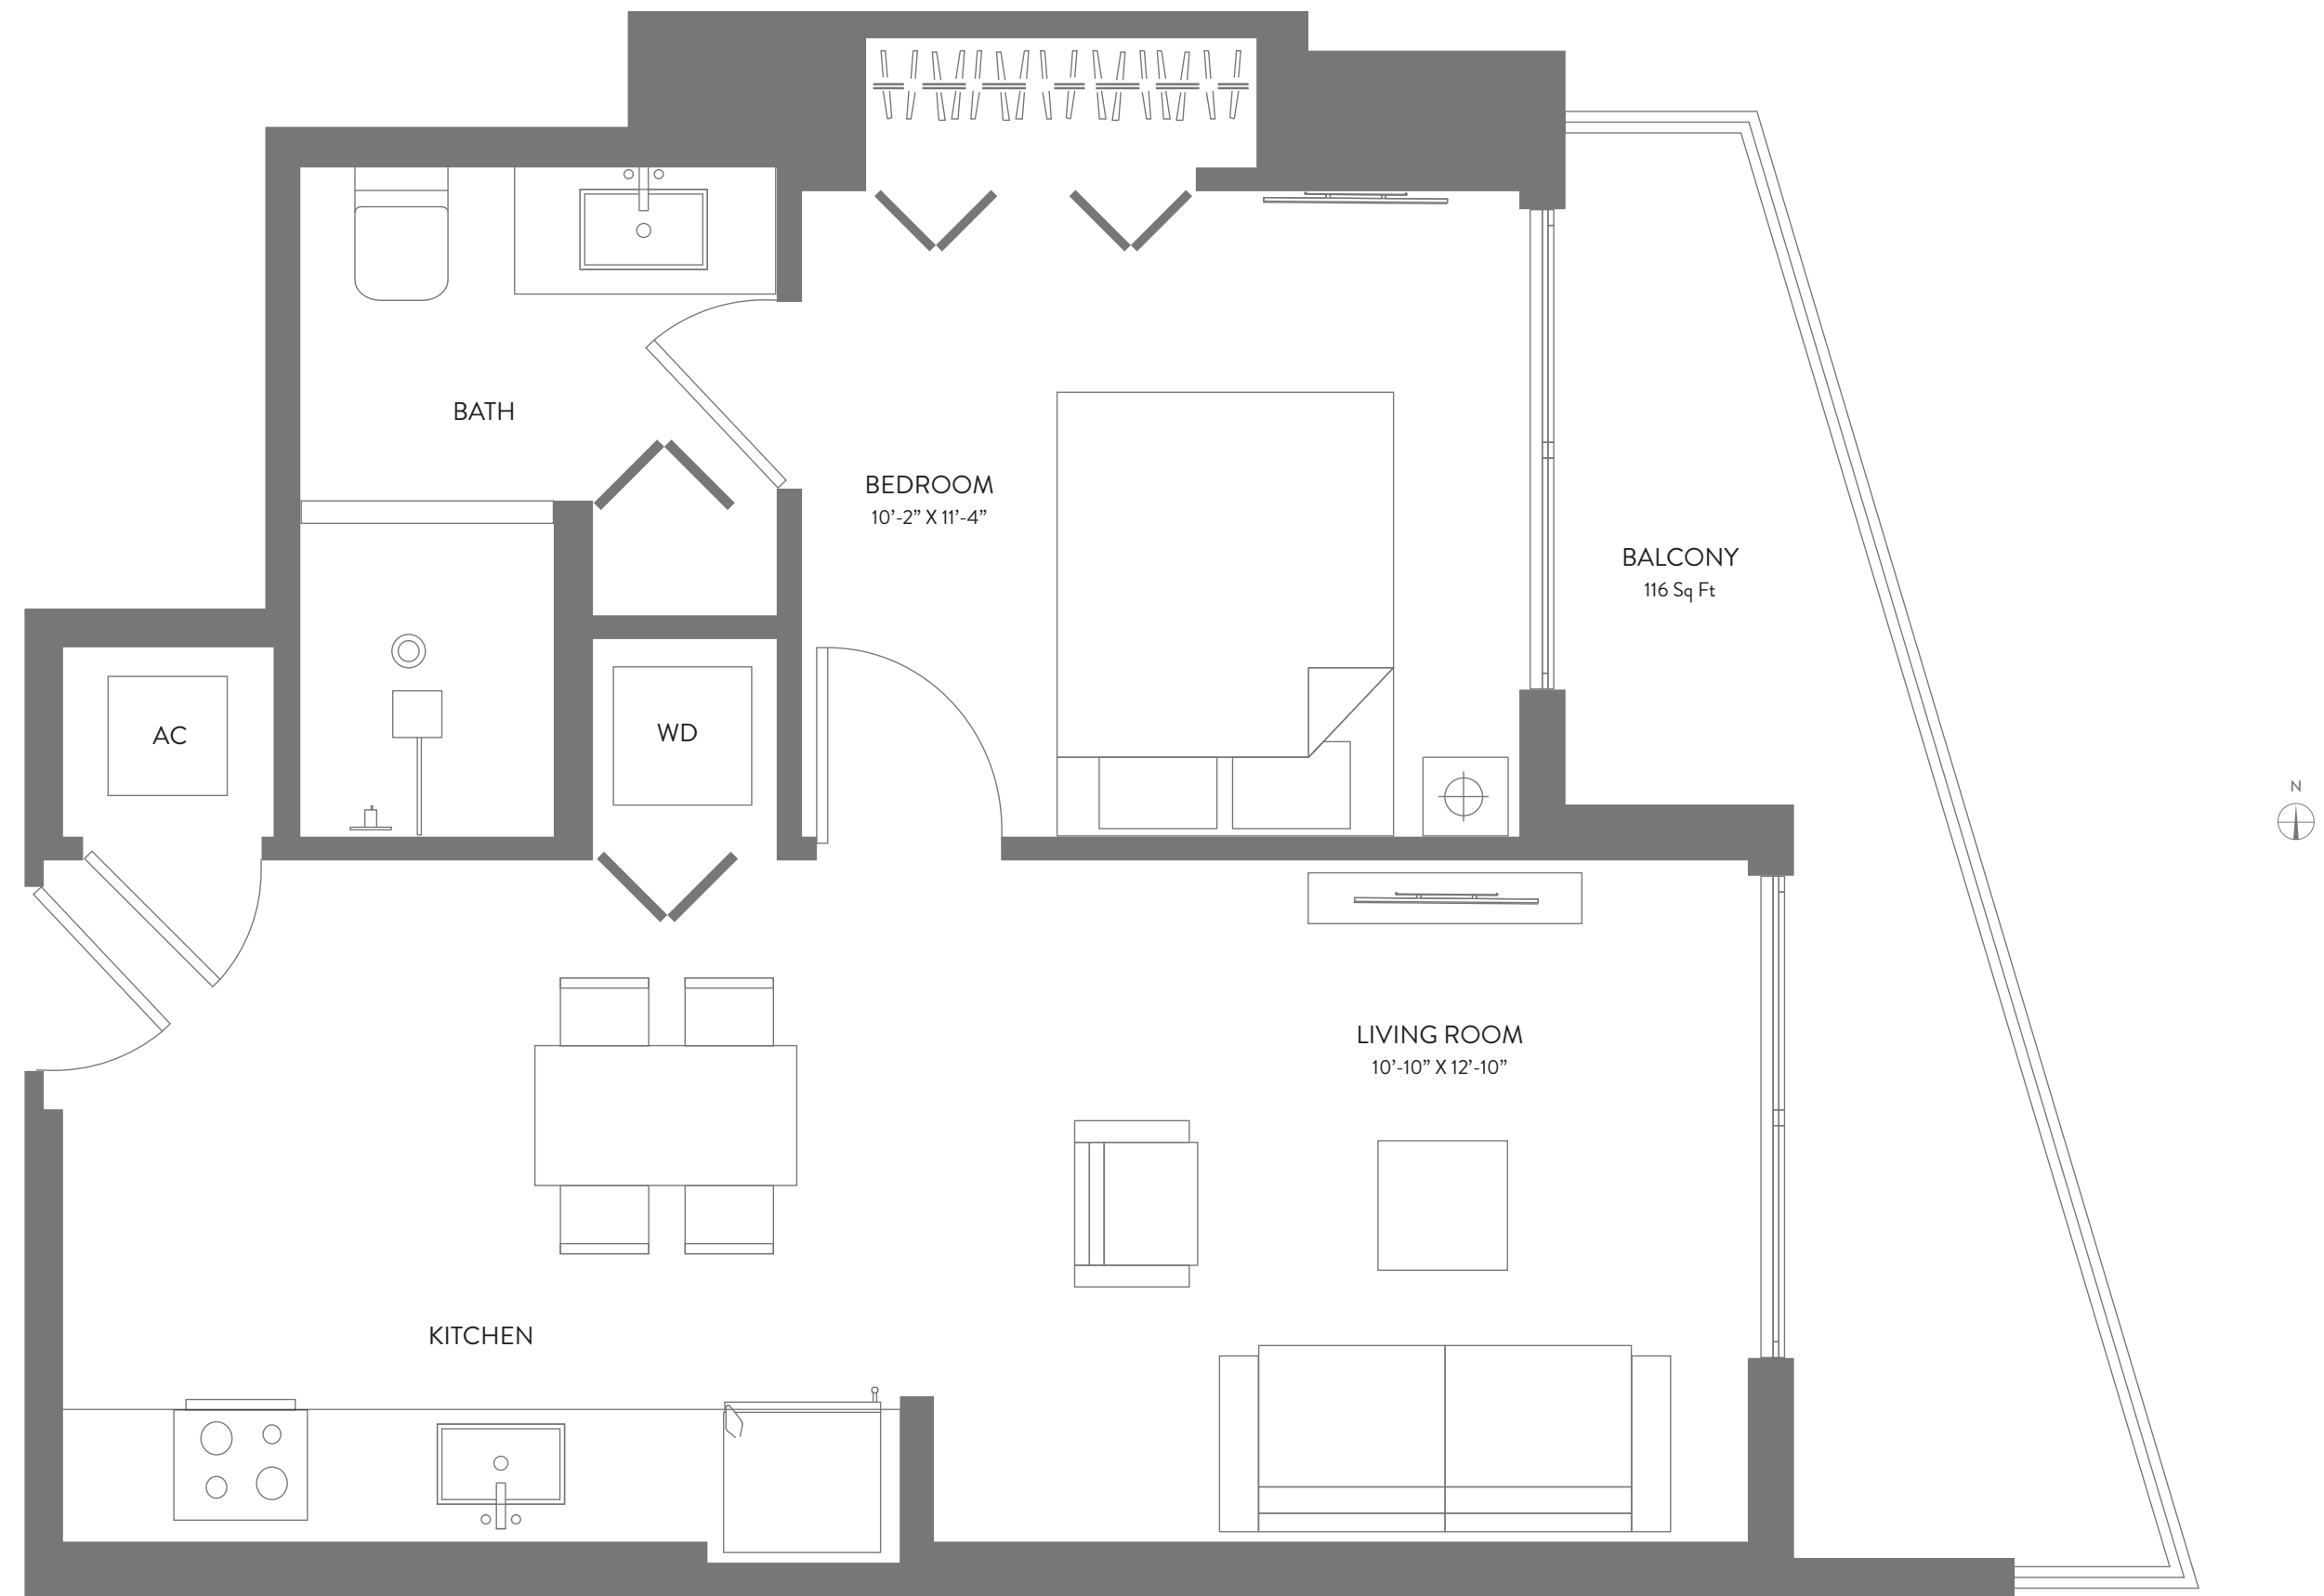 BATH
BEDROOM
10’-2” X 11’-4”
BALCONY
116 Sq Ft
AC
WD
N
LIVING ROOM
10’-10” X 12’-10”
KITCHEN